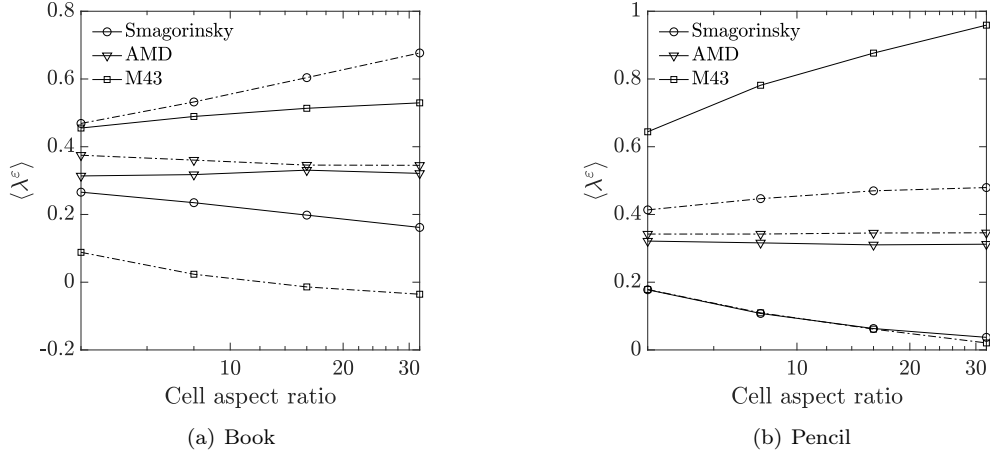 0.8
0.6
0.4
0.2
0
-0.2
⟨λ^ε⟩
Smagorinsky
AMD
M43
10
20
30
Cell aspect ratio
(a) Book
1
0.8
0.6
0.4
0.2
0
⟨λ^ε⟩
Smagorinsky
AMD
M43
10
20
30
Cell aspect ratio
(b) Pencil